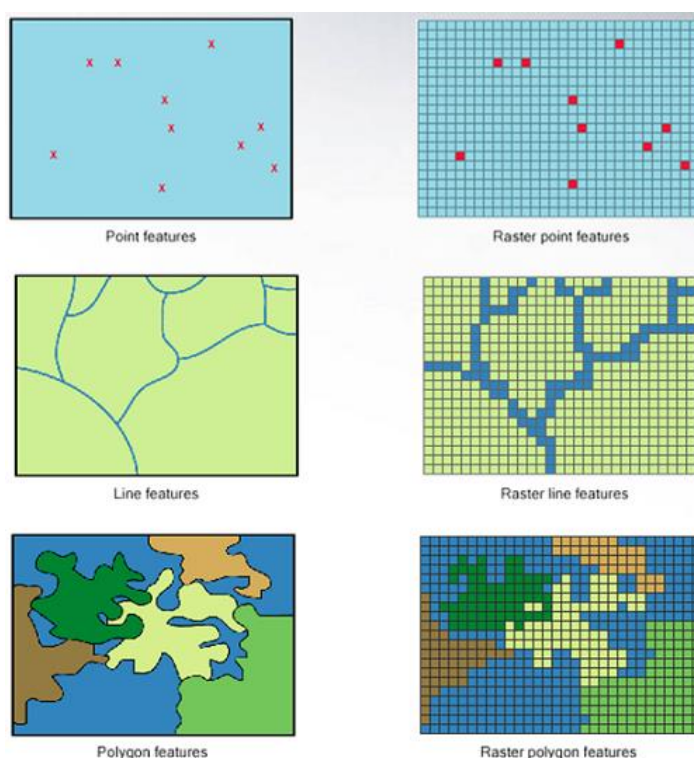 Point features
Raster point features
Line features
Raster line features
Polygon features
Raster polygon features